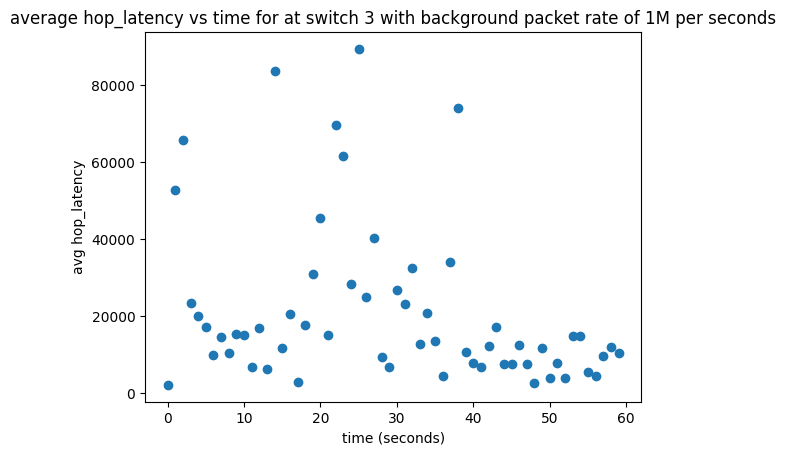 average hop_latency vs time for at switch 3 with background packet rate of 1M per seconds
80000
60000
40000
20000
0
avg hop_latency
0 10 20 30 40 50 60
time (seconds)